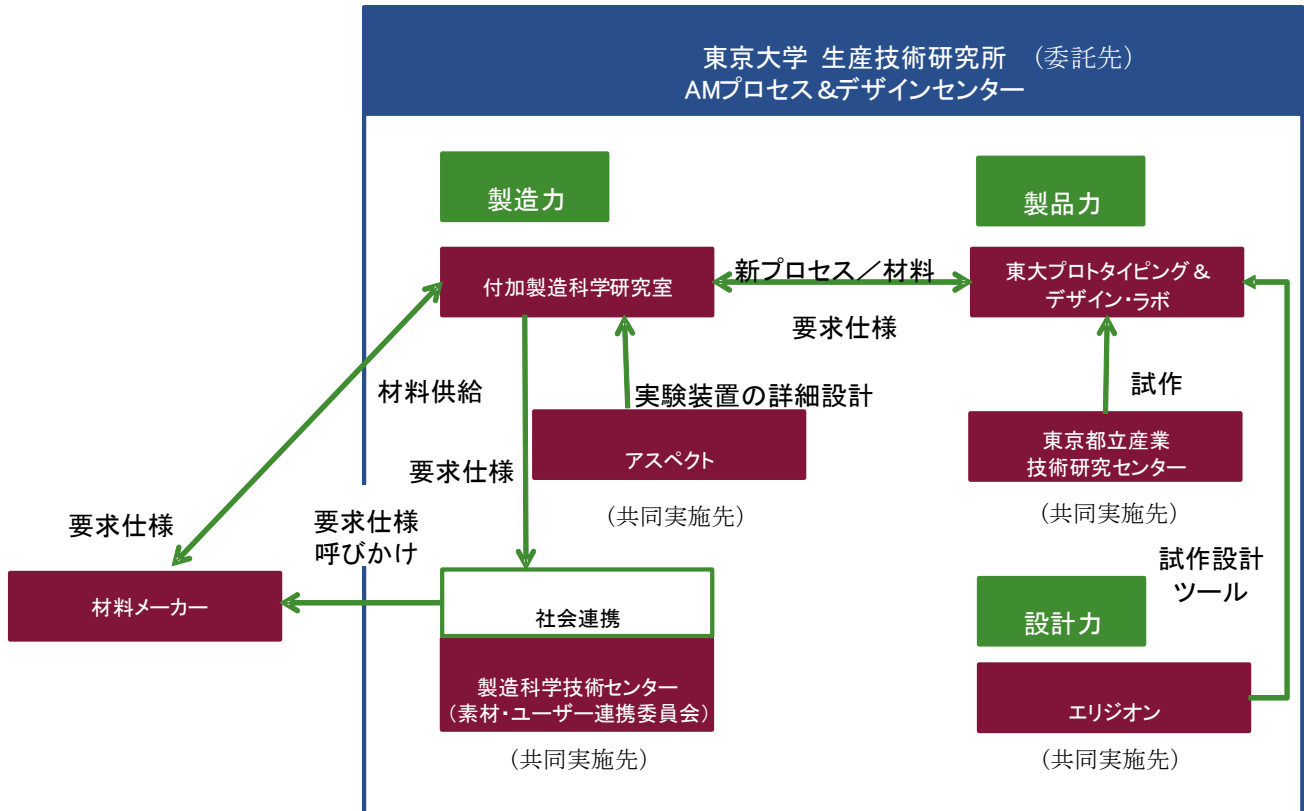 東京大学 生産技術研究所 （委託先）
AMプロセス＆デザインセンター
製造力
製品力
付加製造科学研究室
新プロセス／材料
要求仕様
東大プロトタイピング＆
デザイン・ラボ
材料供給
実験装置の詳細設計
試作
アスペクト
（共同実施先）
東京都立産業
技術研究センター
（共同実施先）
要求仕様
要求仕様
要求仕様
呼びかけ
試作設計
ツール
材料メーカー
社会連携
設計力
製造科学技術センター
（素材・ユーザー連携委員会）
（共同実施先）
エリジオン
（共同実施先）